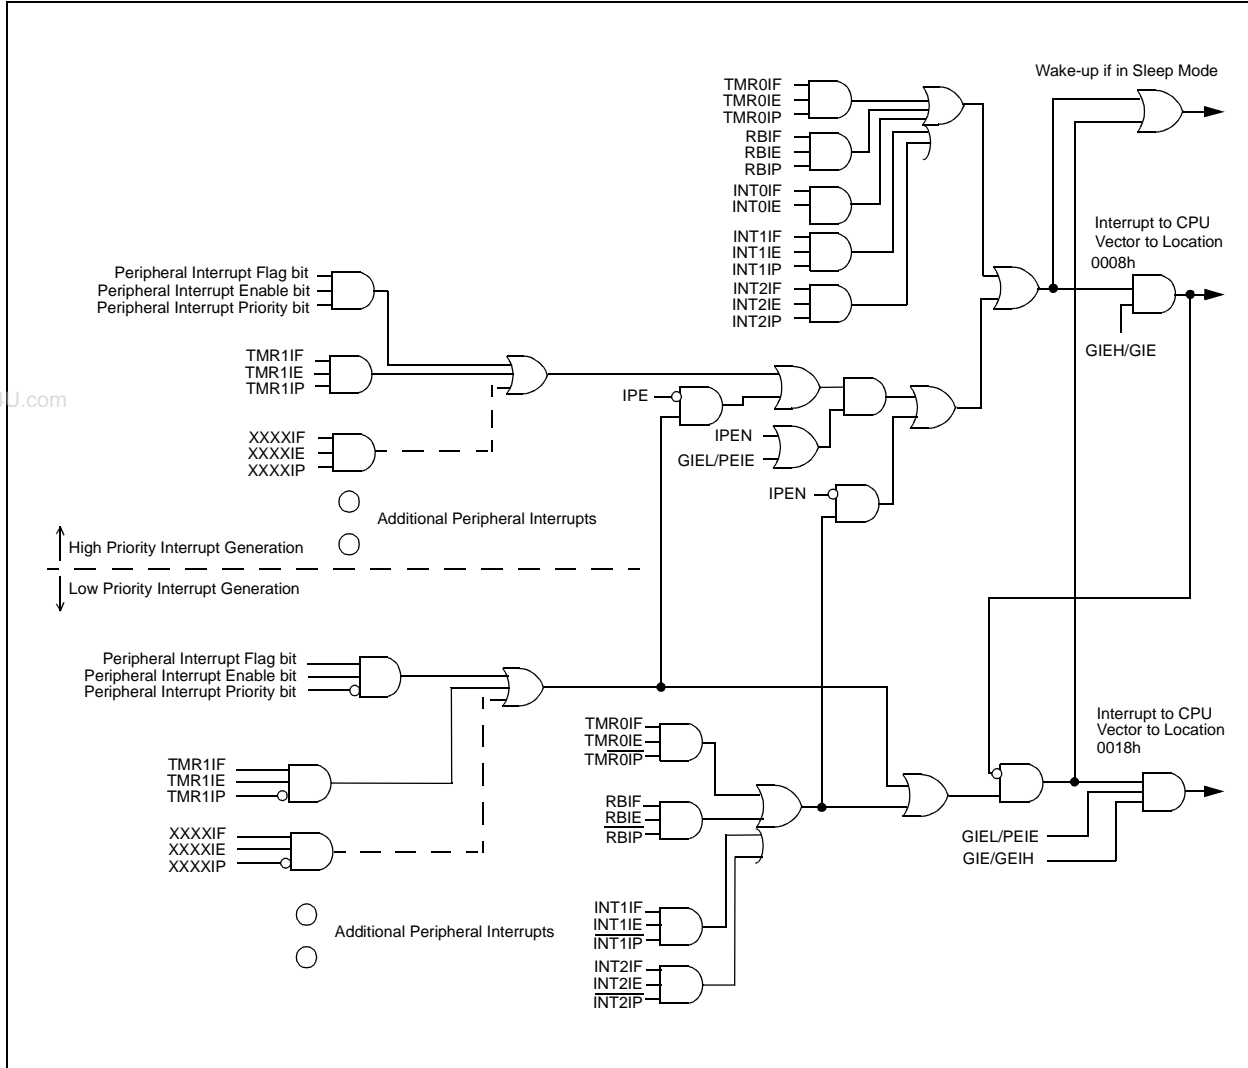 Wake-up if in Sleep Mode
TMR0IF
TMR0IE
TMR0IP
RBIF
RBIE
RBIP
INT0IF
INT0IE
INT1IF
INT1IE
INT1IP
INT2IF
INT2IE
INT2IP
Interrupt to CPU
Vector to Location
0008h
GIEH/GIE
Peripheral Interrupt Flag bit
Peripheral Interrupt Enable bit
Peripheral Interrupt Priority bit
TMR1IF
TMR1IE
TMR1IP
U.com
XXXXIF
XXXXIE
XXXXIP
IPE
IPEN
GIEL/PEIE
IPEN
Additional Peripheral Interrupts
High Priority Interrupt Generation
Low Priority Interrupt Generation
Peripheral Interrupt Flag bit
Peripheral Interrupt Enable bit
Peripheral Interrupt Priority bit
TMR1IF
TMR1IE
TMR1IP
XXXXIF
XXXXIE
XXXXIP
Additional Peripheral Interrupts
TMR0IF
TMR0IE
TMR0IP
RBIF
RBIE
RBIP
INT1IF
INT1IE
INT1IP
INT2IF
INT2IE
INT2IP
Interrupt to CPU
Vector to Location
0018h
GIEL/PEIE
GIE/GEIH